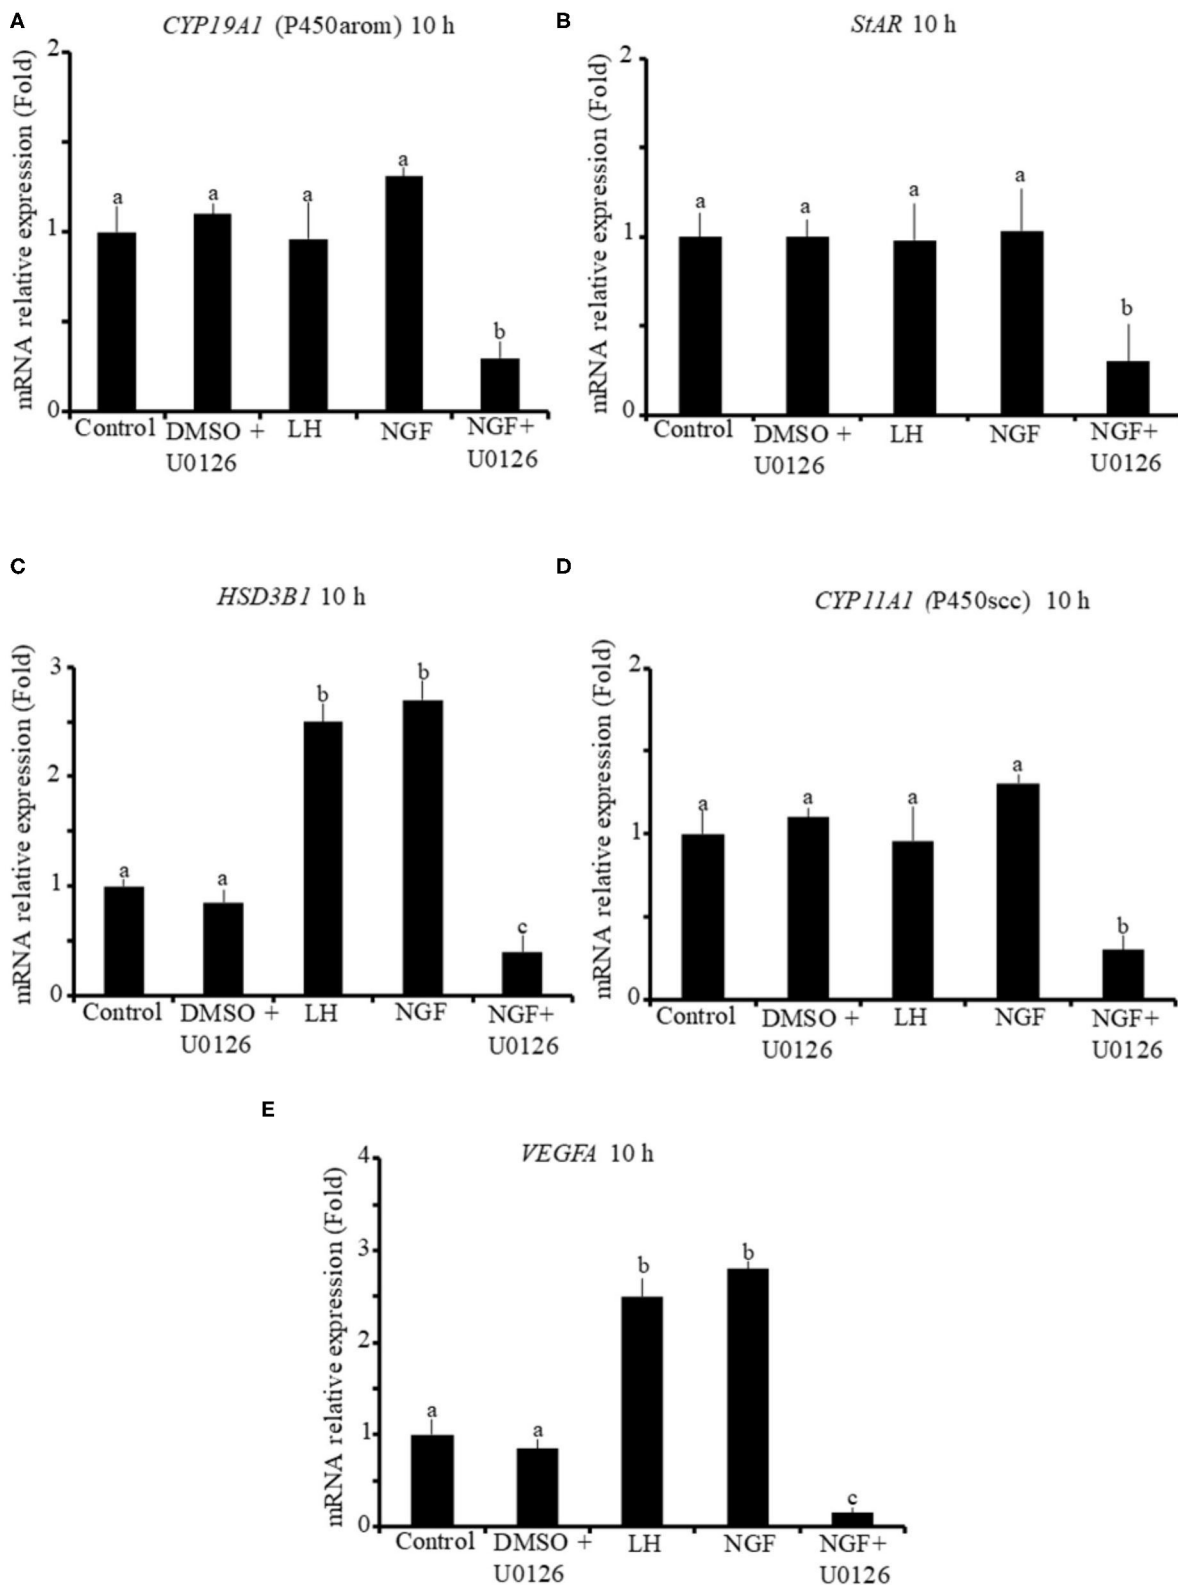 A
CYP19A1 (P450arom) 10 h
mRNA relative expression (Fold)
2
1
0
a
a
a
a
b
Control
DMSO +
U0126
LH
NGF
NGF+
U0126
B
StAR 10 h
mRNA relative expression (Fold)
2
1
0
a
a
a
a
b
Control
DMSO +
U0126
LH
NGF
NGF+
U0126
C
HSD3B1 10 h
mRNA relative expression (Fold)
3
2
1
0
a
a
b
b
c
Control
DMSO +
U0126
LH
NGF
NGF+
U0126
D
CYP11A1 (P450scc) 10 h
mRNA relative expression (Fold)
2
1
0
a
a
a
a
b
Control
DMSO +
U0126
LH
NGF
NGF+
U0126
E
VEGFA 10 h
mRNA relative expression (Fold)
4
3
2
1
0
a
a
b
b
c
Control
DMSO +
U0126
LH
NGF
NGF+
U0126